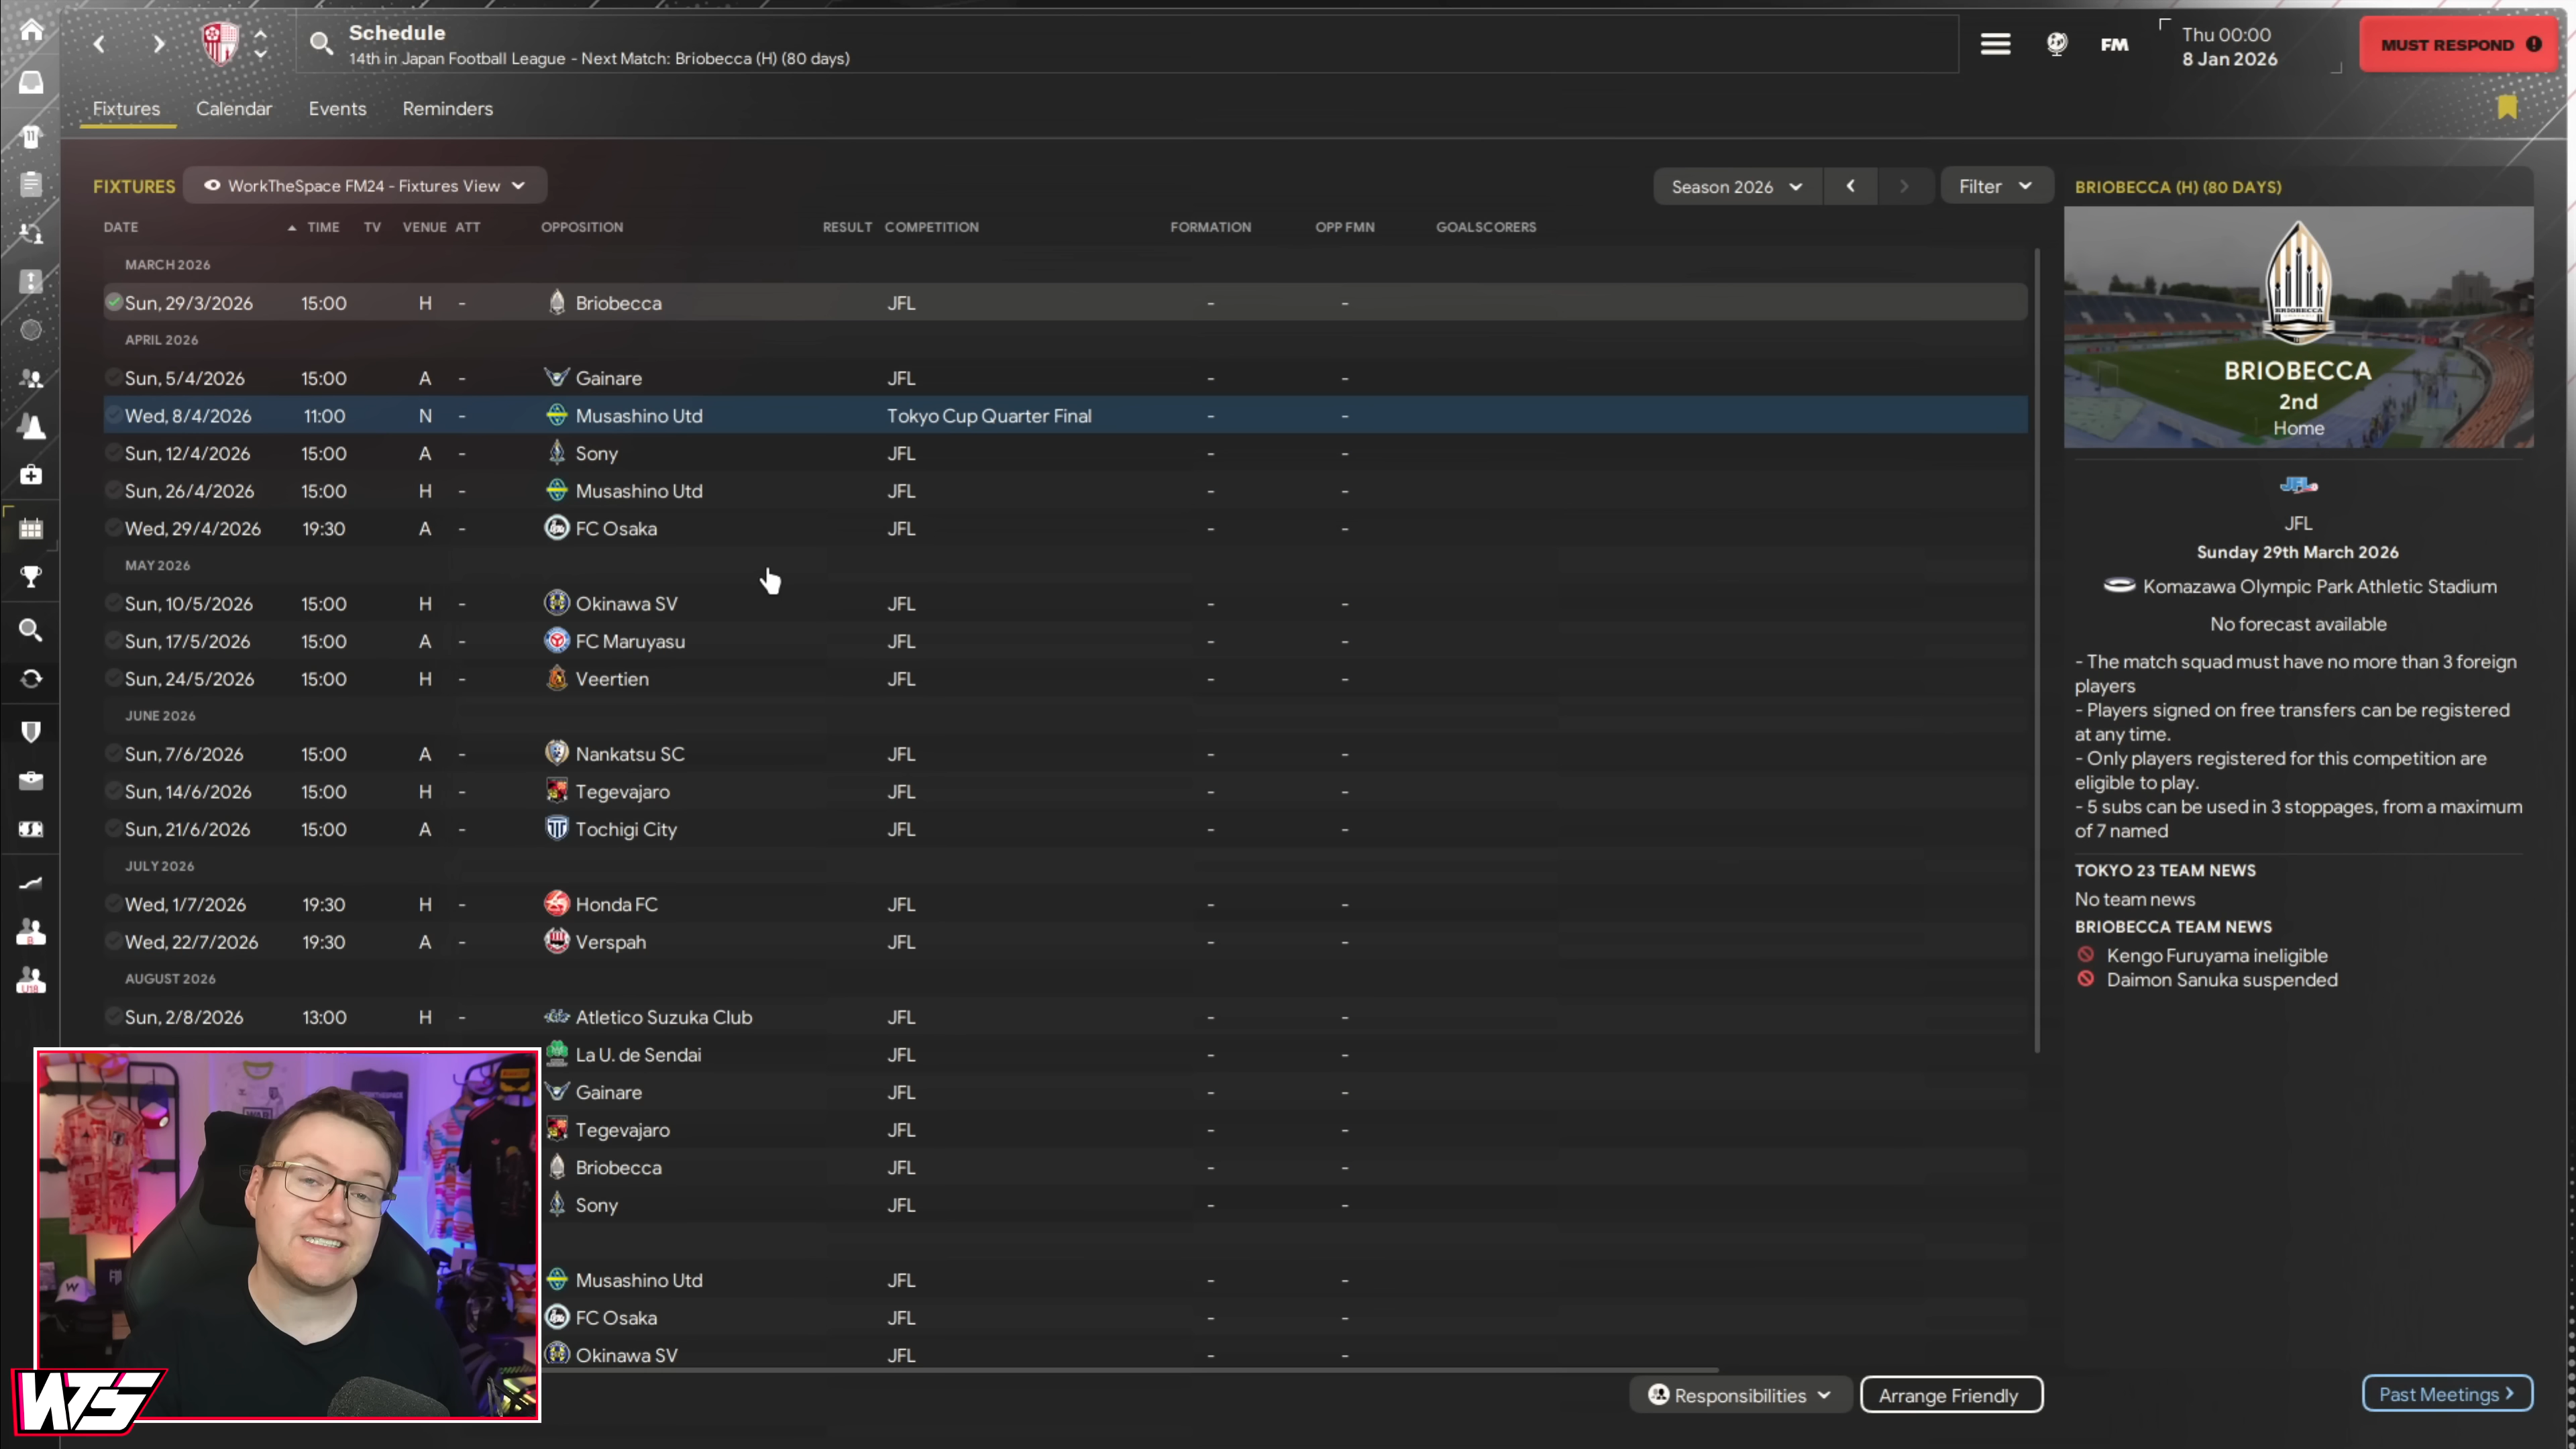 Schedule
14th in Japan Football League - Next Match: Briobecca (H) (80 days)
FM
Thu 00:00
8 Jan 2026
MUST RESPOND
Fixtures Calendar Events Reminders
FIXTURES WorkTheSpace FM24 - Fixtures View
Season 2026 Filter
DATE TIME TV VENUE ATT OPPOSITION RESULT COMPETITION FORMATION OPP FMN GOALSCORERS
MARCH 2026
Sun, 29/3/2026 15:00 H - Briobecca JFL - -
APRIL 2026
Sun, 5/4/2026 15:00 A - Gainare JFL - -
Wed, 8/4/2026 11:00 N - Musashino Utd Tokyo Cup Quarter Final - -
Sun, 12/4/2026 15:00 A - Sony JFL - -
Sun, 26/4/2026 15:00 H - Musashino Utd JFL - -
Wed, 29/4/2026 19:30 A - FC Osaka JFL - -
MAY 2026
Sun, 10/5/2026 15:00 H - Okinawa SV JFL - -
Sun, 17/5/2026 15:00 A - FC Maruyasu JFL - -
Sun, 24/5/2026 15:00 H - Veertien JFL - -
JUNE 2026
Sun, 7/6/2026 15:00 A - Nankatsu SC JFL - -
Sun, 14/6/2026 15:00 H - Tegevajaro JFL - -
Sun, 21/6/2026 15:00 A - Tochigi City JFL - -
JULY 2026
Wed, 1/7/2026 19:30 H - Honda FC JFL - -
Wed, 22/7/2026 19:30 A - Verspah JFL - -
AUGUST 2026
Sun, 2/8/2026 13:00 H - Atletico Suzuka Club JFL - -
La U. de Sendai JFL - -
Gainare JFL - -
Tegevajaro JFL - -
Briobecca JFL - -
Sony JFL - -
Musashino Utd JFL - -
FC Osaka JFL - -
Okinawa SV JFL - -
Responsibilities Arrange Friendly
BRIOBECCA (H) (80 DAYS)
BRIOBECCA
BRIOBECCA
2nd
Home
JFL
JFL
Sunday 29th March 2026
Komazawa Olympic Park Athletic Stadium
No forecast available
- The match squad must have no more than 3 foreign
players
- Players signed on free transfers can be registered
at any time.
- Only players registered for this competition are
eligible to play.
- 5 subs can be used in 3 stoppages, from a maximum
of 7 named
TOKYO 23 TEAM NEWS
No team news
BRIOBECCA TEAM NEWS
Kengo Furuyama ineligible
Daimon Sanuka suspended
Past Meetings
11
B
U18
WTS